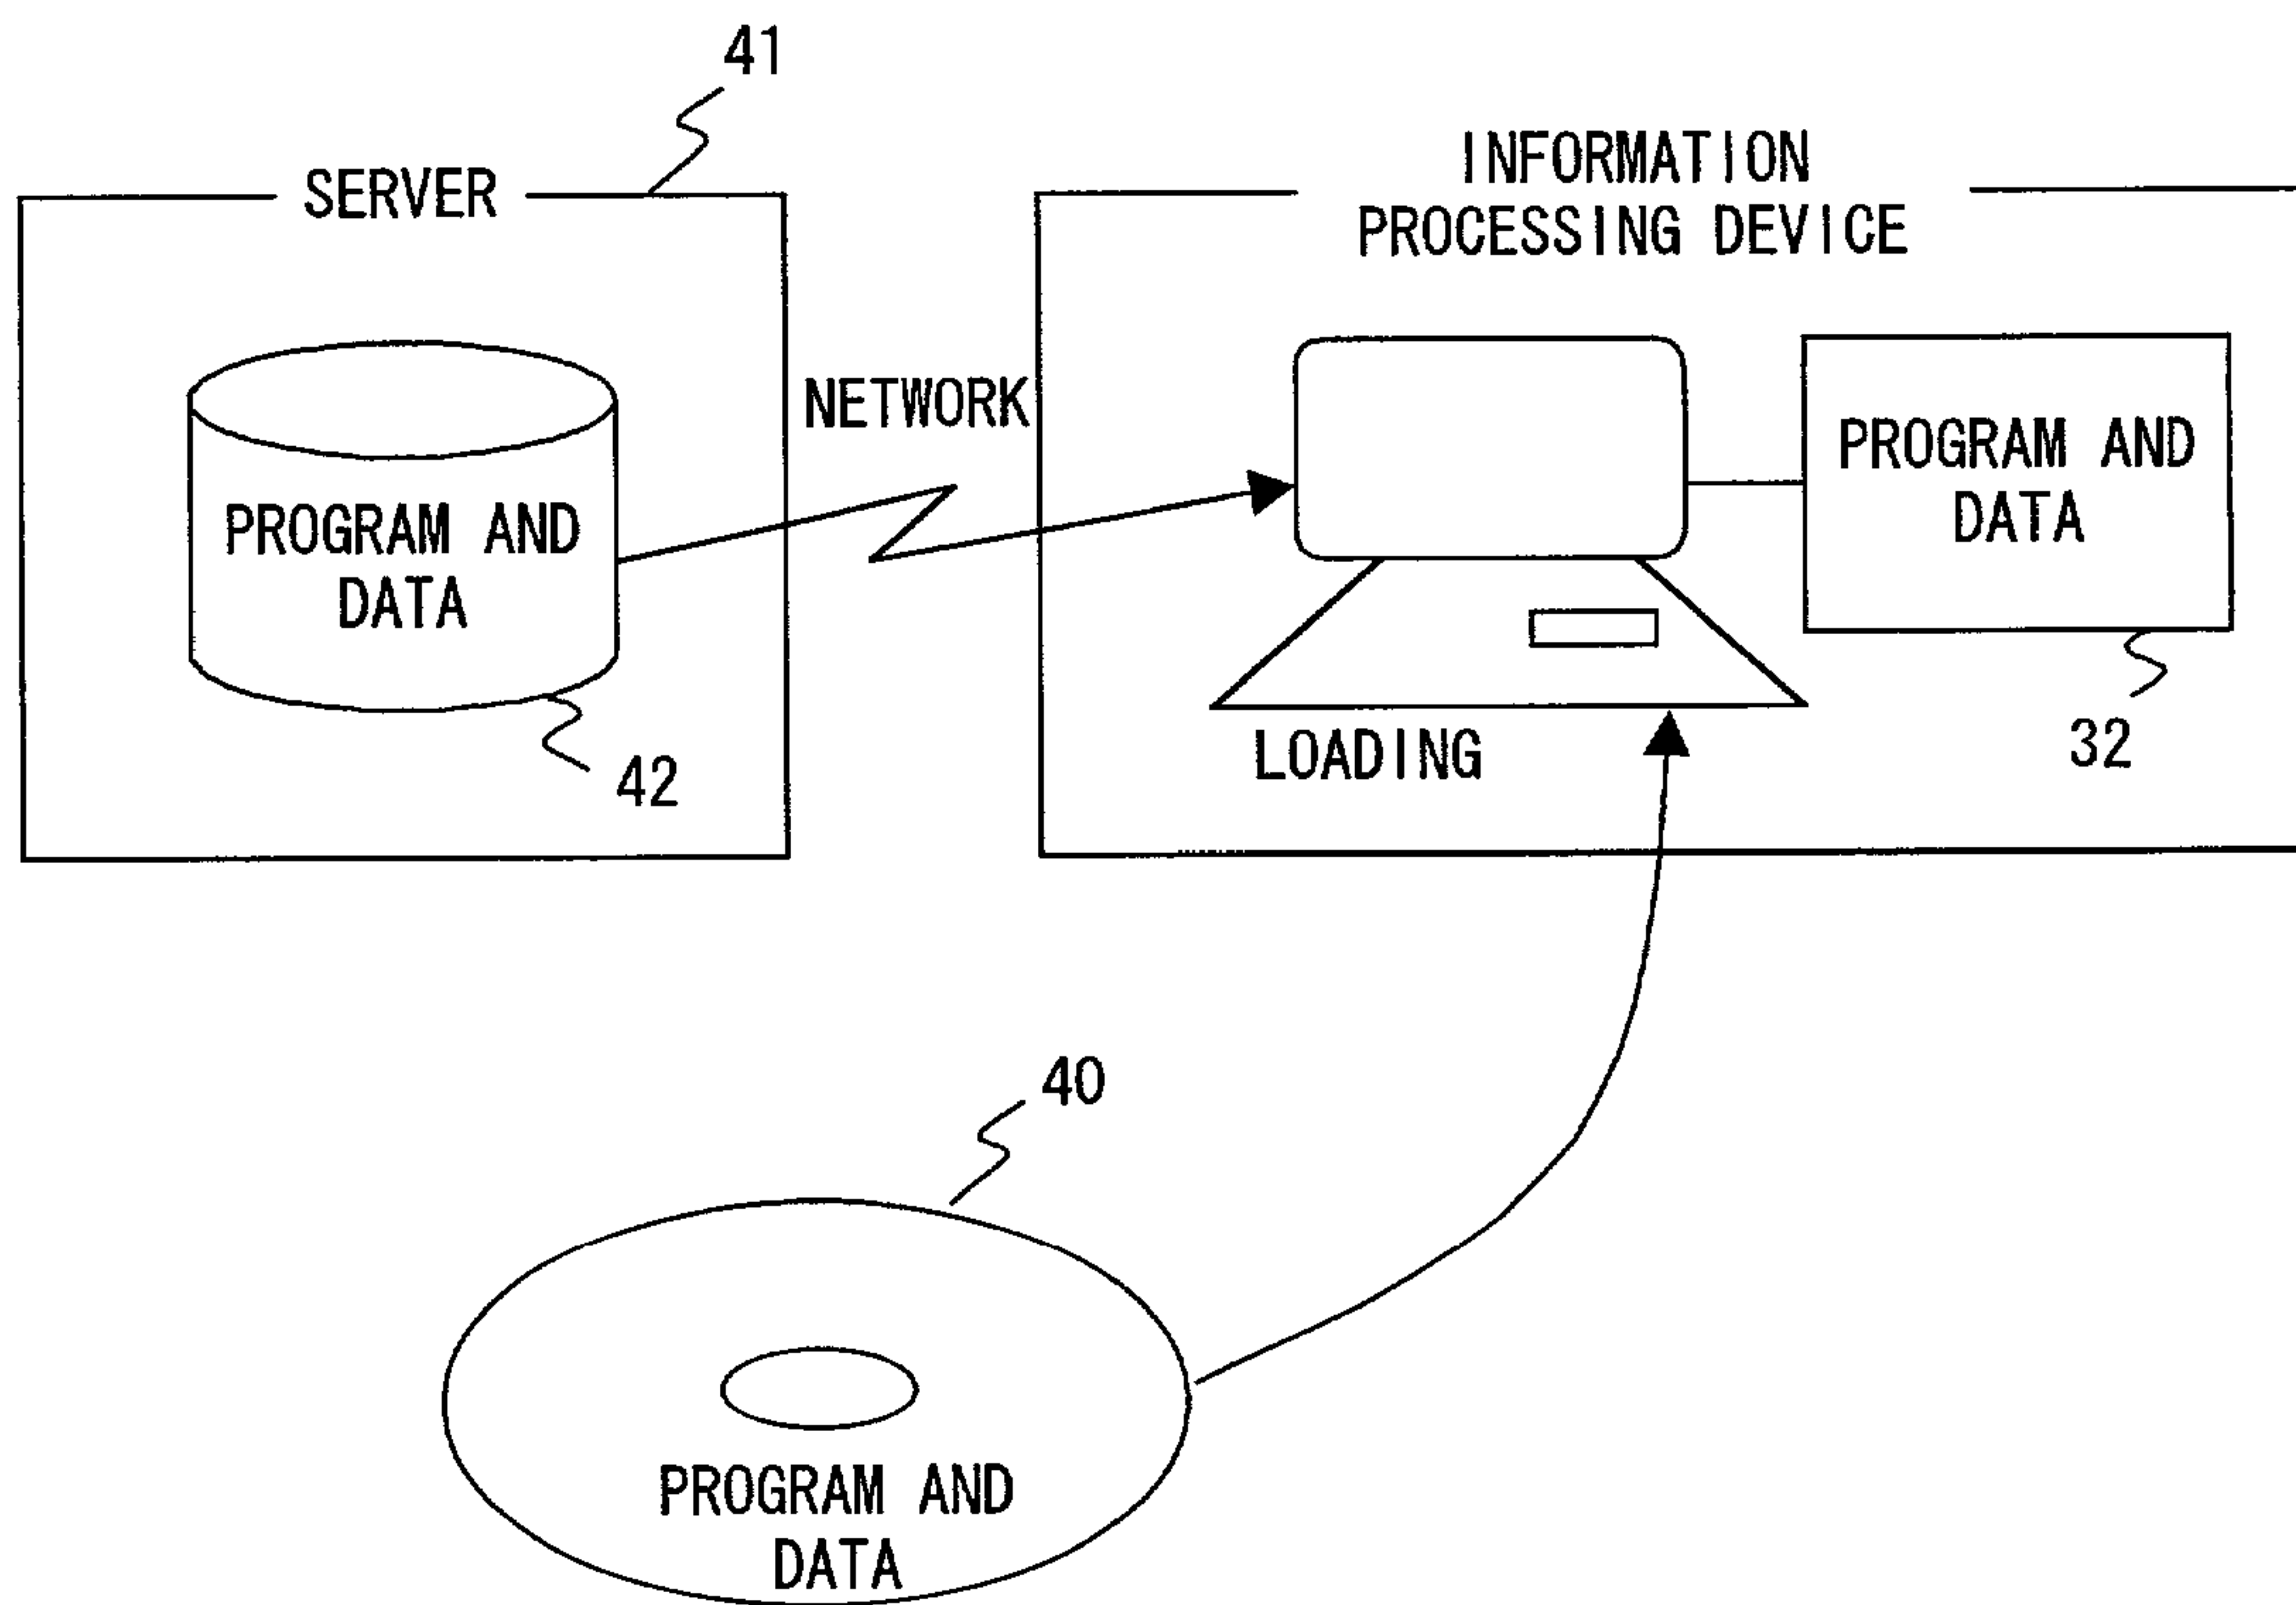 41
SERVER
INFORMATION
PROCESSING DEVICE
NETWORK
PROGRAM AND
DATA
PROGRAM AND
DATA
42
LOADING
32
40
PROGRAM AND
DATA